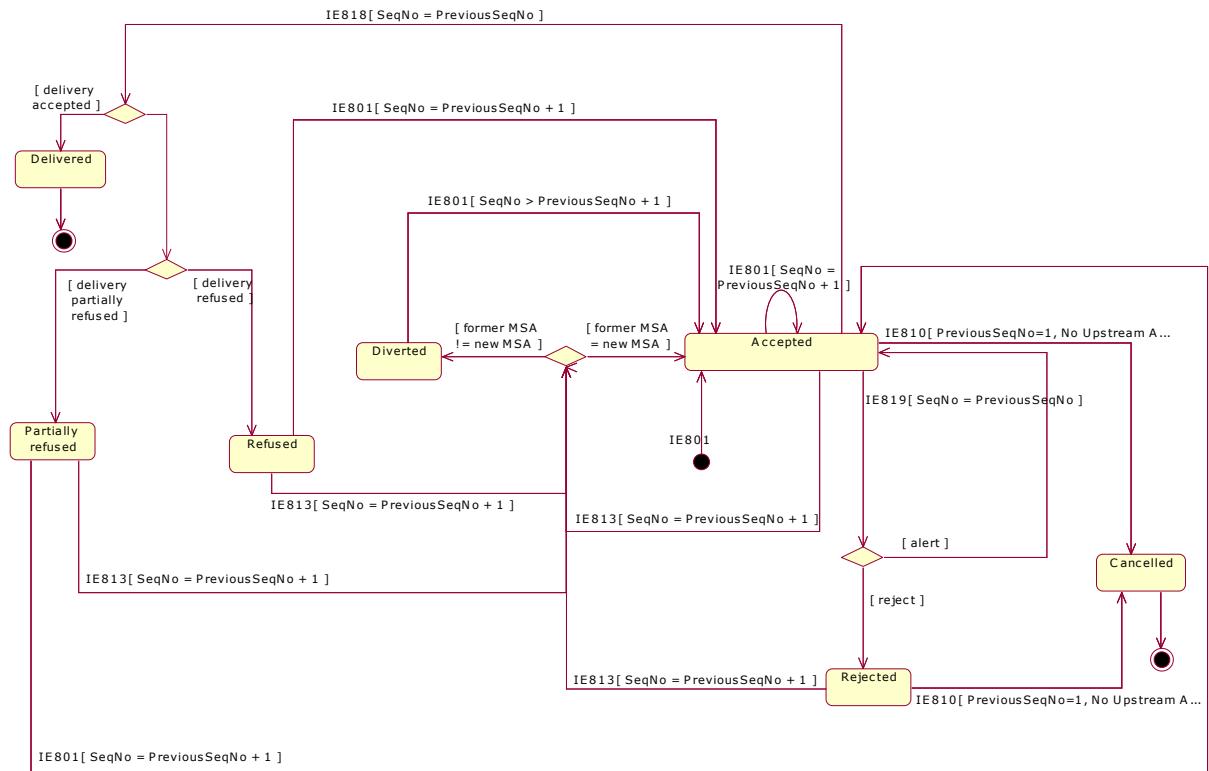 IE818[ SeqNo = PreviousSeqNo ]
[ delivery
accepted ]
IE801[ SeqNo = PreviousSeqNo + 1 ]
Delivered
IE801[ SeqNo > PreviousSeqNo + 1 ]
[ delivery
partially
refused ]
[ delivery
refused ]
IE801[ SeqNo =
PreviousSeqNo + 1 ]
[ former MSA
!= new MSA ]
[ former MSA
= new MSA ]
Diverted
Accepted
IE810[ PreviousSeqNo=1, No Upstream A...
IE819[ SeqNo = PreviousSeqNo ]
Partially
refused
Refused
IE801
IE813[ SeqNo = PreviousSeqNo + 1 ]
IE813[ SeqNo = PreviousSeqNo + 1 ]
[ alert ]
Cancelled
IE813[ SeqNo = PreviousSeqNo + 1 ]
[ reject ]
IE813[ SeqNo = PreviousSeqNo + 1 ]
Rejected
IE810[ PreviousSeqNo=1, No Upstream A...
IE801[ SeqNo = PreviousSeqNo + 1 ]